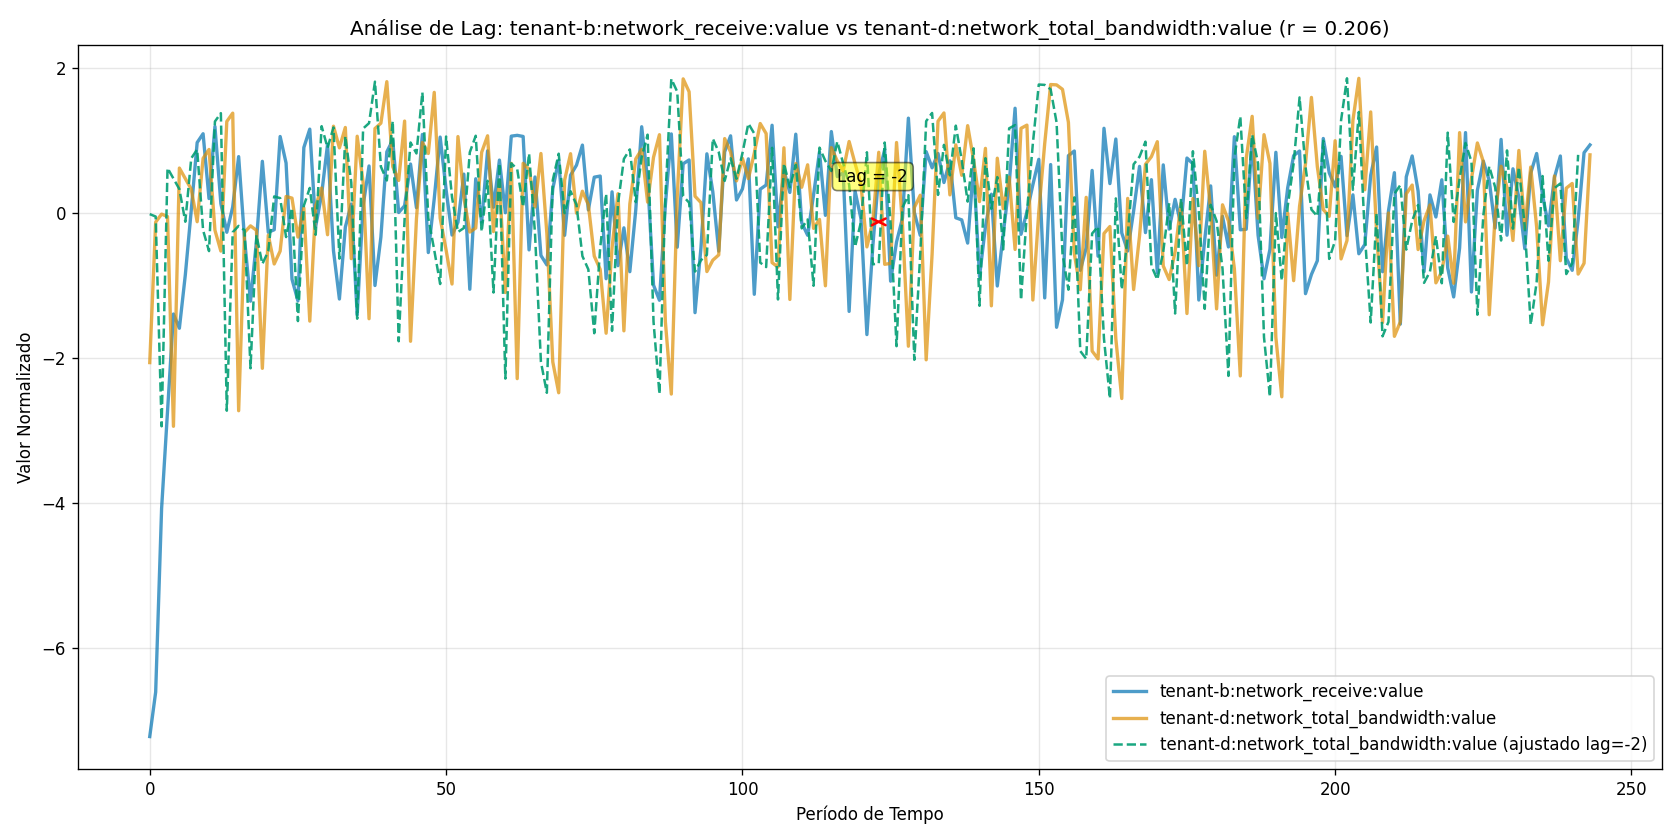 Análise de Lag: tenant-b:network_receive:value vs tenant-d:network_total_bandwidth:value (r = 0.206)
Valor Normalizado
2
0
−2
−4
−6
Lag = -2
tenant-b:network_receive:value
tenant-d:network_total_bandwidth:value
tenant-d:network_total_bandwidth:value (ajustado lag=-2)
0 50 100 150 200 250
Período de Tempo